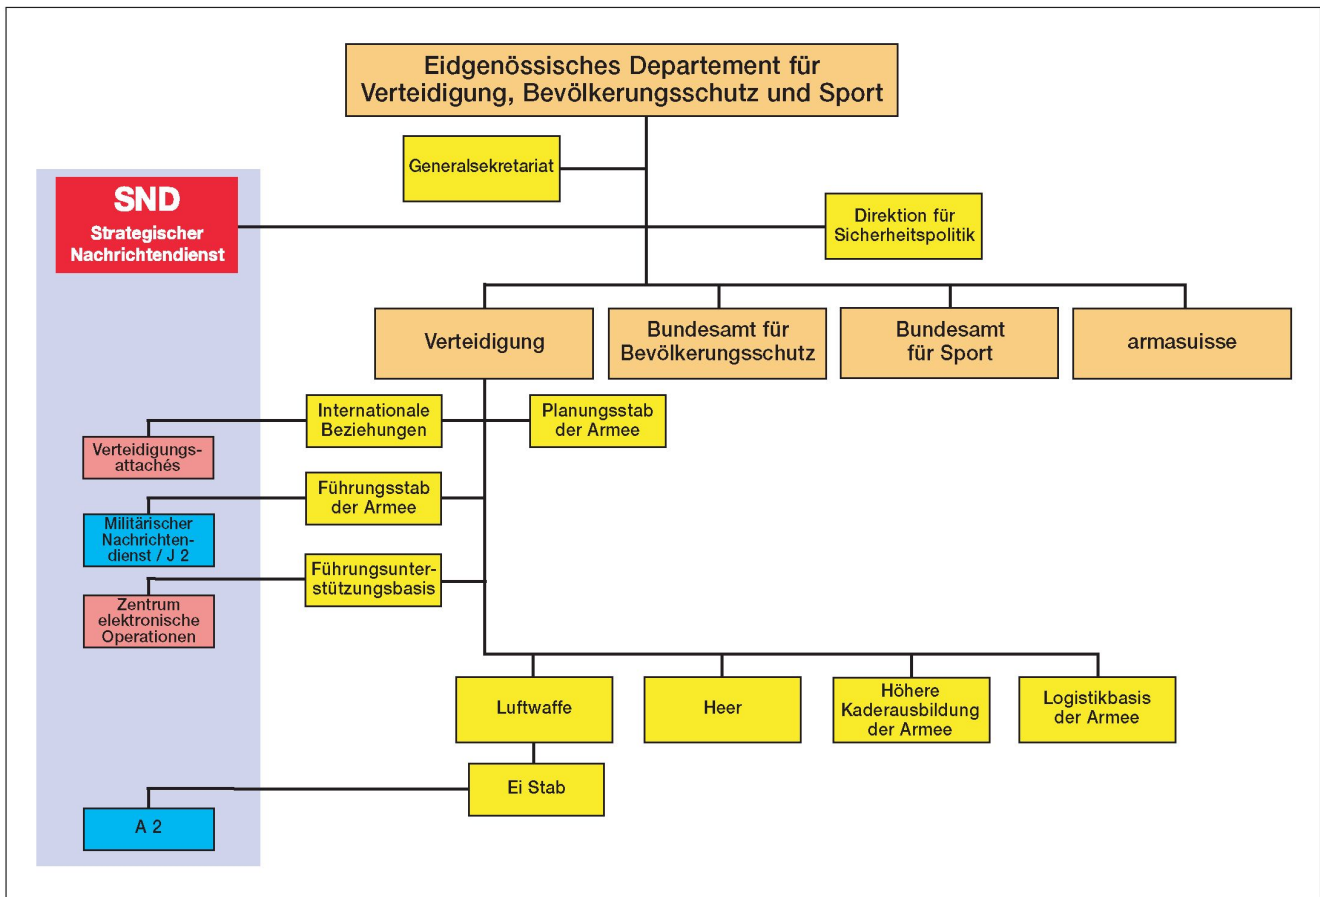 Eidgenössisches Departement für
Verteidigung, Bevölkerungsschutz und Sport
Generalsekretariat
SND
Strategischer
Nachrichtendienst
Direktion für
Sicherheitspolitik
Verteidigung
Bundesamt für
Bevölkerungsschutz
Bundesamt
für Sport
armasuisse
Internationale
Beziehungen
Planungsstab
der Armee
Verteidigungs-
attachés
Führungsstab
der Armee
Militärischer
Nachrichten-
dienst / J 2
Führungsunter-
stützungsbasis
Zentrum
elektronische
Operationen
Luftwaffe
Heer
Höhere
Kaderausbildung
der Armee
Logistikbasis
der Armee
Ei Stab
A 2